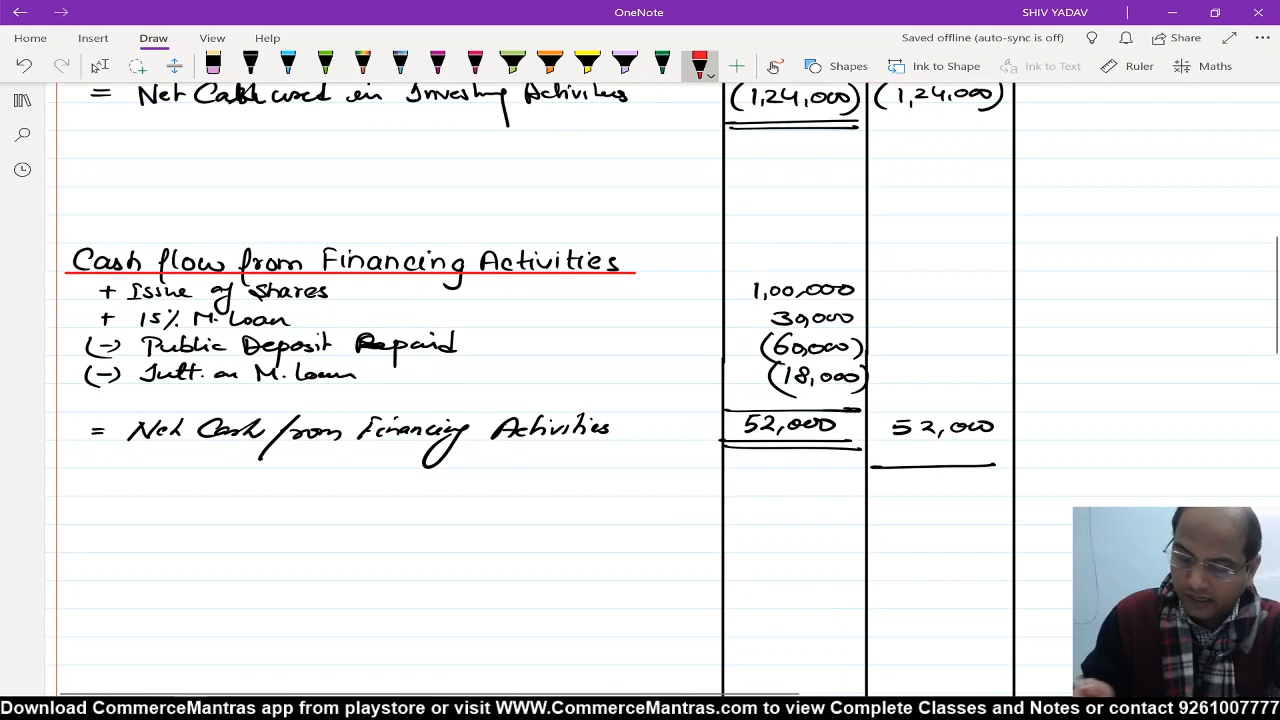 OneNote
SHIV YADAV
Home Insert Draw View Help
Saved offline (auto-sync is off) Share
Shapes Ink to Shape Ink to Text Ruler Maths
= Net Cash used in Investing Activities (1,24,000) (1,24,000)
Cash flow from Financing Activities
+ Issue of Shares 1,00,000
+ 15% M. Loan 30,000
(-) Public Deposit Repaid (60,000)
(-) Intt. on M. Loan (18,000)
= Net Cash from Financing Activities 52,000 52,000
Download CommerceMantras app from playstore or visit WWW.CommerceMantras.com to view Complete Classes and Notes or contact 9261007777